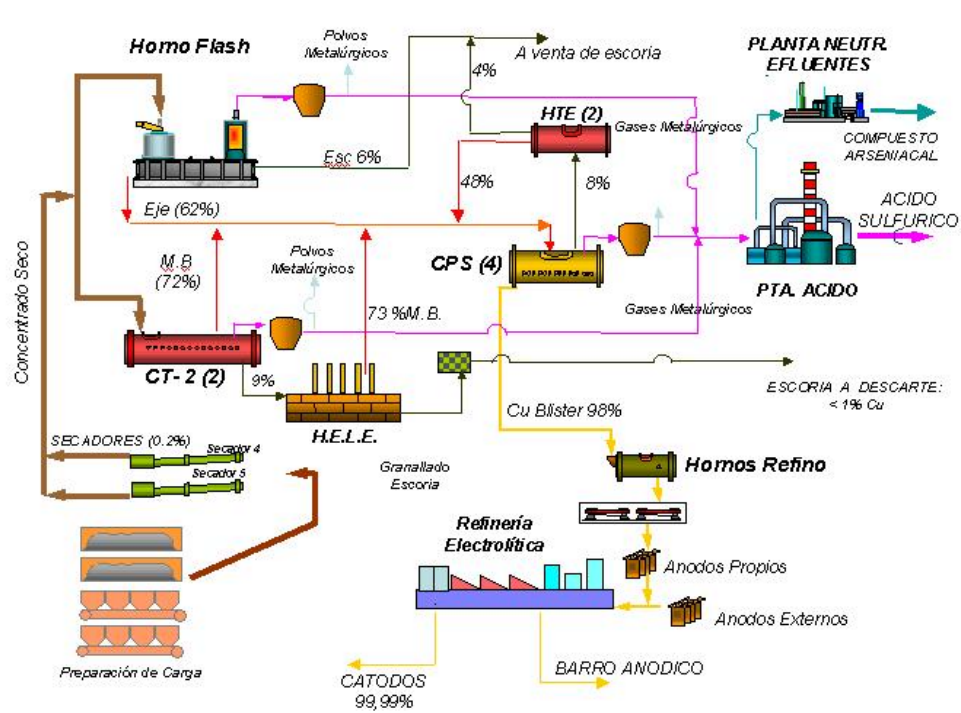 Horno Flash
Polvos
Metalúrgicos
A venta de escoria
PLANTA NEUTR.
EFLUENTES
4%
HTE (2)
Gases Metalúrgicos
COMPUESTO
ARSENIACAL
Esc 6%
48%
8%
Eje (62%)
ACIDO
SULFURICO
M.B
(72%)
Polvos
Metalúrgicos
CPS (4)
PTA. ACIDO
Concentrado Seco
73 %M.B.
Gases Metalúrgicos
CT- 2 (2)
9%
ESCORIA A DESCARTE:
< 1% Cu
Cu Blister 98%
H.E.L.E.
SECADORES (0.2%)
Secador 4
Secador 5
Granallado
Escoria
Hornos Refino
Refinería
Electrolítica
Anodos Propios
Anodos Externos
Preparación de Carga
CATODOS
99,99%
BARRO ANODICO